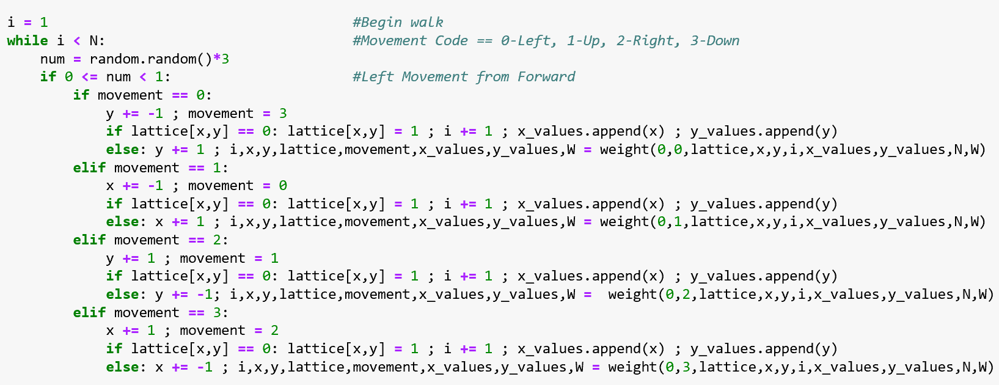 i = 1                                     #Begin walk
while i < N:                              #Movement Code == 0-Left, 1-Up, 2-Right, 3-Down
    num = random.random()*3
    if 0 <= num < 1:                      #Left Movement from Forward
        if movement == 0:
            y += -1 ; movement = 3
            if lattice[x,y] == 0: lattice[x,y] = 1 ; i += 1 ; x_values.append(x) ; y_values.append(y)
            else: y += 1 ; i,x,y,lattice,movement,x_values,y_values,W = weight(0,0,lattice,x,y,i,x_values,y_values,N,W)
        elif movement == 1:
            x += -1 ; movement = 0
            if lattice[x,y] == 0: lattice[x,y] = 1 ; i += 1 ; x_values.append(x) ; y_values.append(y)
            else: x += 1 ; i,x,y,lattice,movement,x_values,y_values,W = weight(0,1,lattice,x,y,i,x_values,y_values,N,W)
        elif movement == 2:
            y += 1 ; movement = 1
            if lattice[x,y] == 0: lattice[x,y] = 1 ; i += 1 ; x_values.append(x) ; y_values.append(y)
            else: y += -1; i,x,y,lattice,movement,x_values,y_values,W =  weight(0,2,lattice,x,y,i,x_values,y_values,N,W)
        elif movement == 3:
            x += 1 ; movement = 2
            if lattice[x,y] == 0: lattice[x,y] = 1 ; i += 1 ; x_values.append(x) ; y_values.append(y)
            else: x += -1 ; i,x,y,lattice,movement,x_values,y_values,W = weight(0,3,lattice,x,y,i,x_values,y_values,N,W)